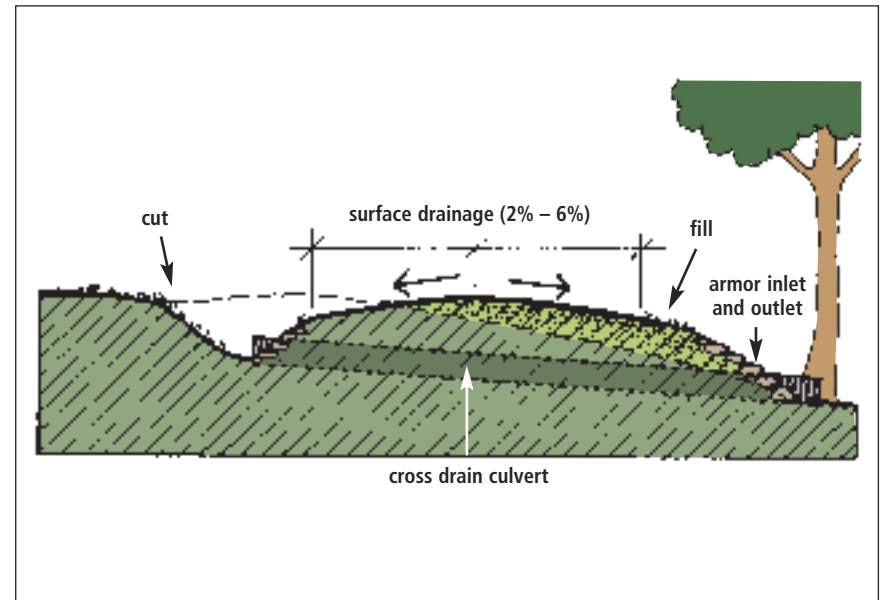 surface drainage (2% – 6%)
cut
fill
armor inlet
and outlet
cross drain culvert